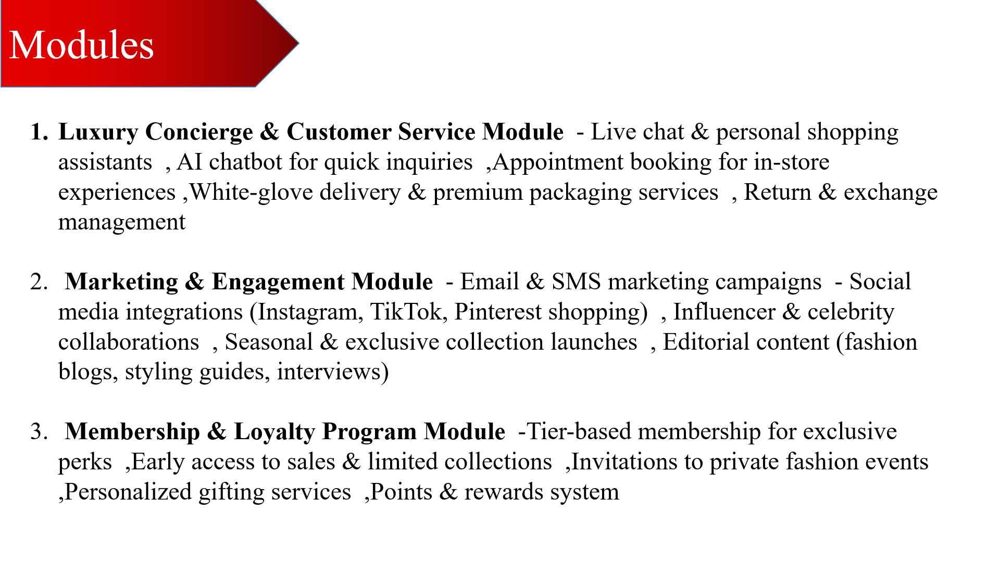 Modules
1. Luxury Concierge & Customer Service Module  - Live chat & personal shopping
assistants  , AI chatbot for quick inquiries  ,Appointment booking for in-store
experiences ,White-glove delivery & premium packaging services  , Return & exchange
management
2.  Marketing & Engagement Module  - Email & SMS marketing campaigns  - Social
media integrations (Instagram, TikTok, Pinterest shopping)  , Influencer & celebrity
collaborations  , Seasonal & exclusive collection launches  , Editorial content (fashion
blogs, styling guides, interviews)
3.  Membership & Loyalty Program Module  -Tier-based membership for exclusive
perks  ,Early access to sales & limited collections  ,Invitations to private fashion events
,Personalized gifting services  ,Points & rewards system